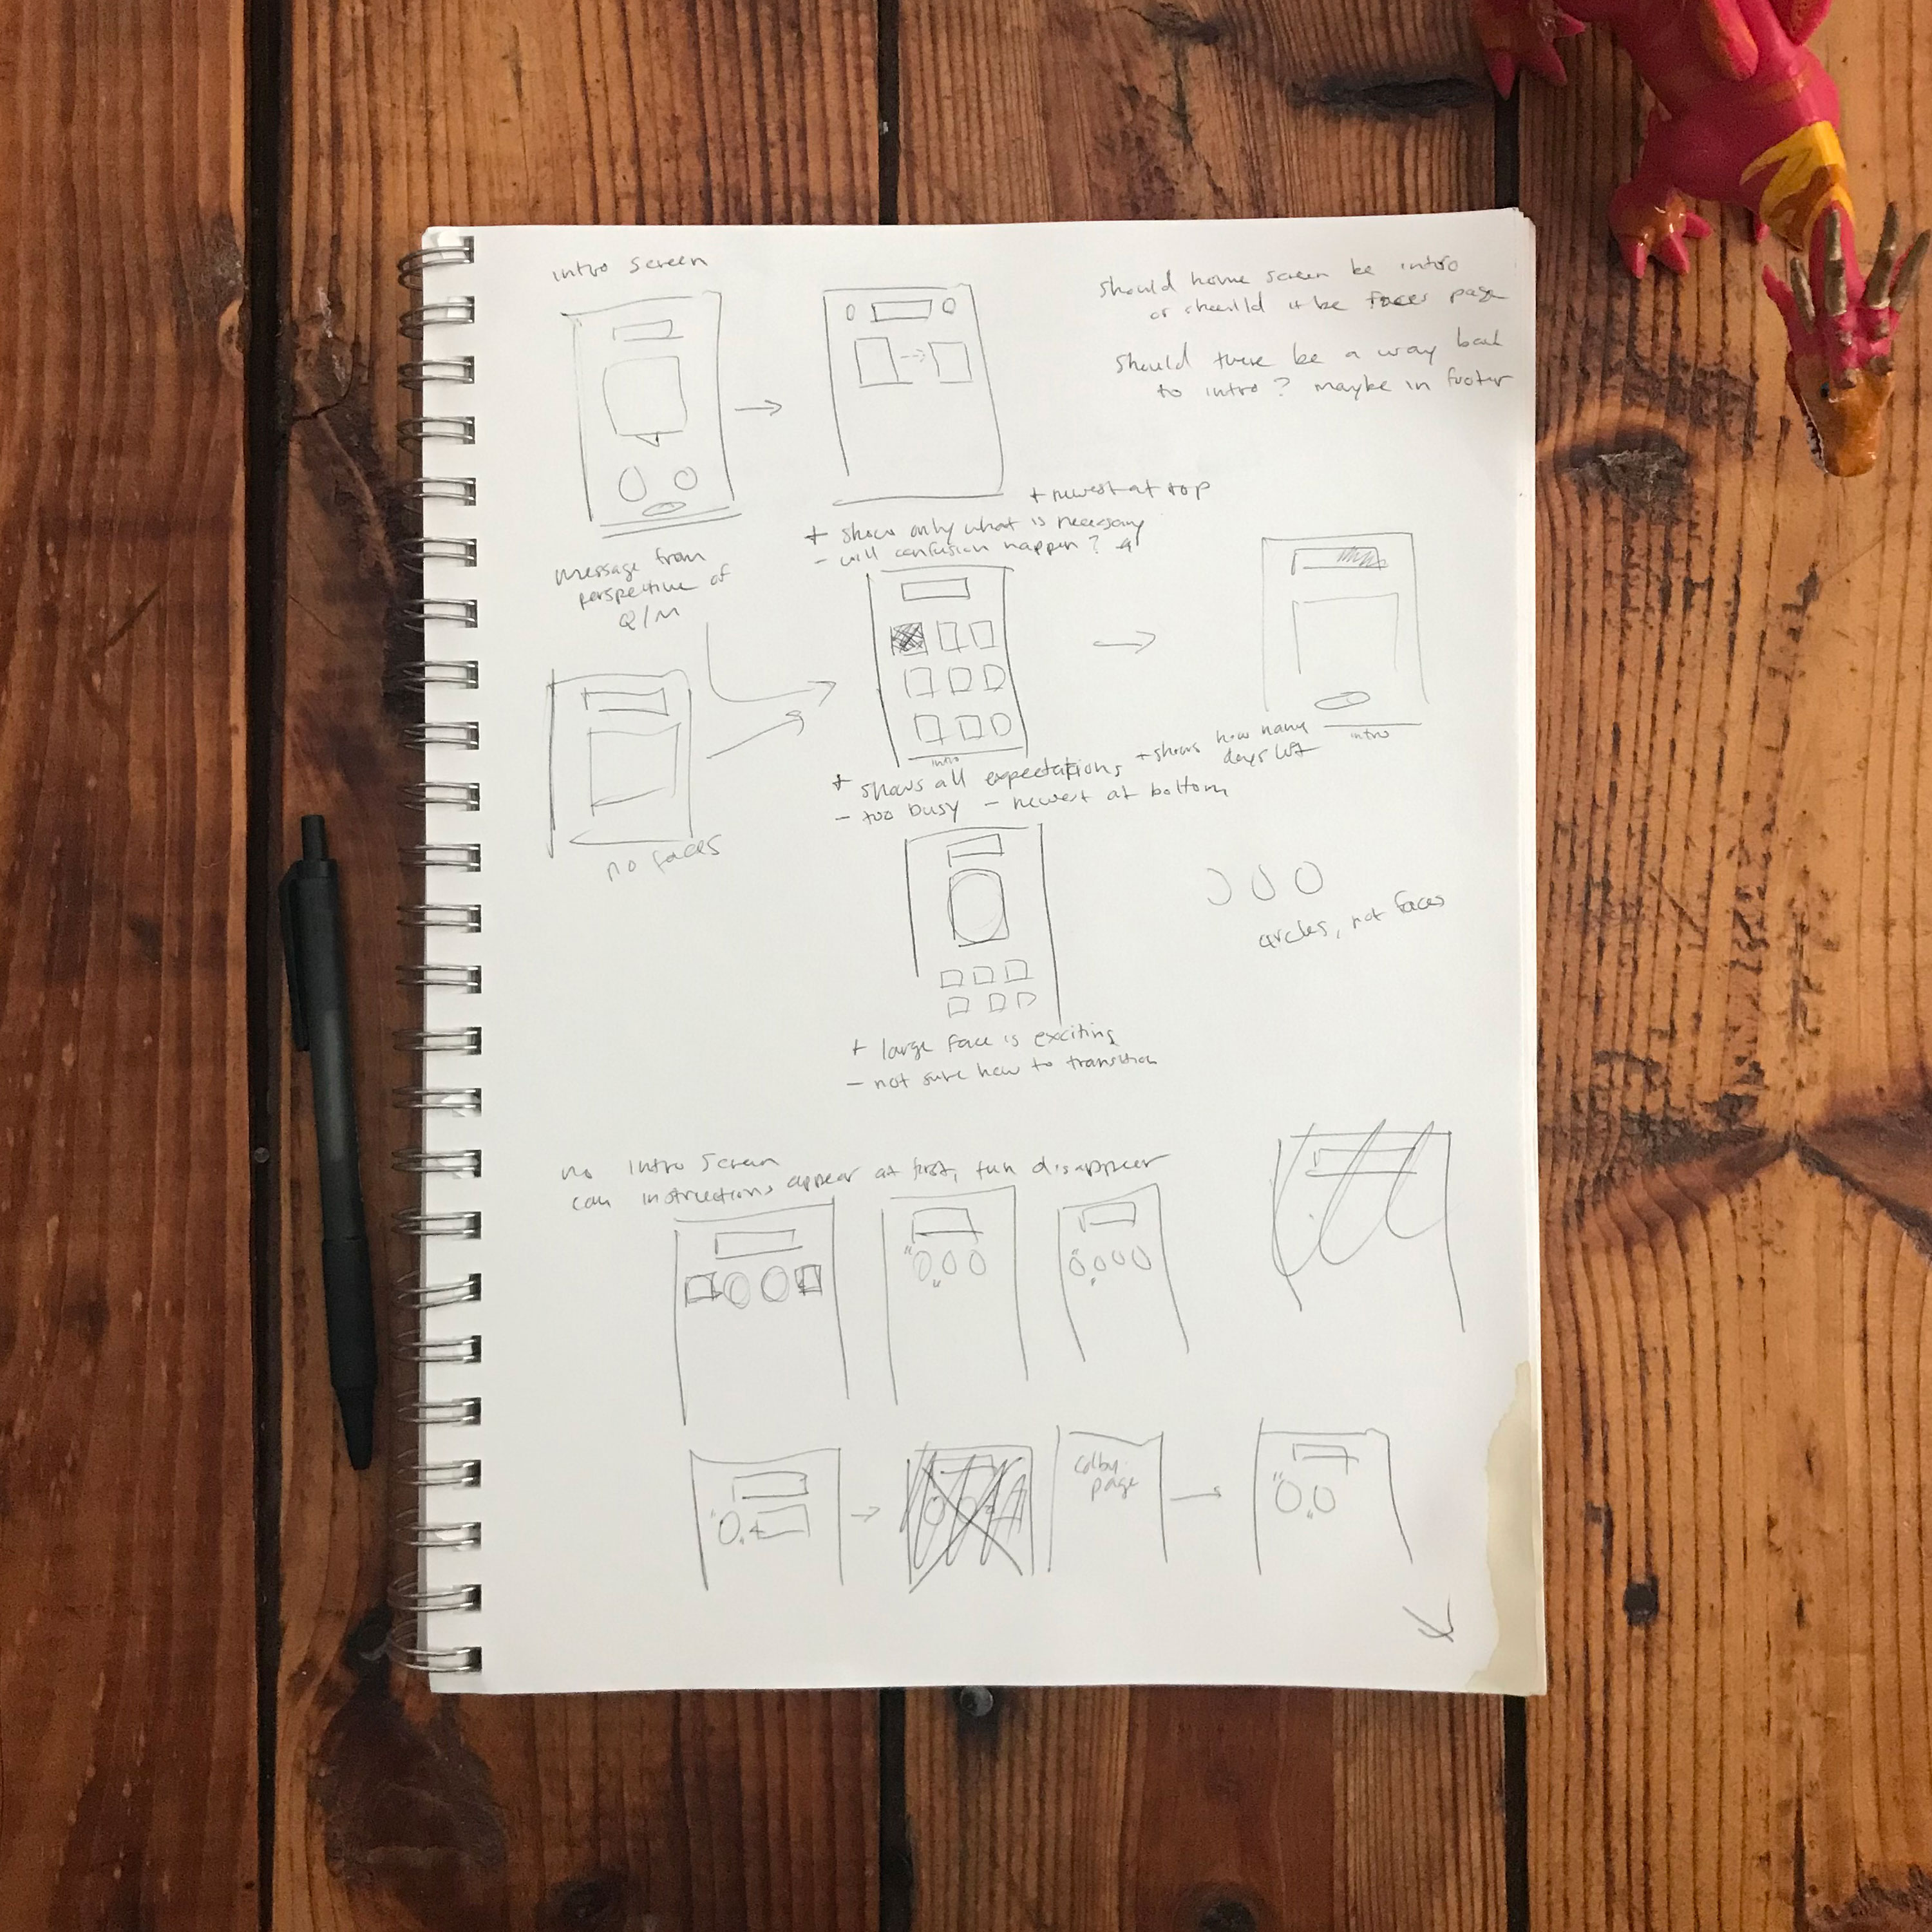 intro screen
should home screen be intro
or should it be faces page
should there be a way back
to intro? maybe in footer
+ newest at top
+ shows only what is necessary
- will confusion happen?
message from
perspective of
Q/M
intro
intro
+ shows all expectations + shows how many
days left
- too busy - newest at bottom
no faces
circles, not faces
+ large face is exciting
- not sure how to transition
no intro screen
can instructions appear at first, then disappear
colby
page